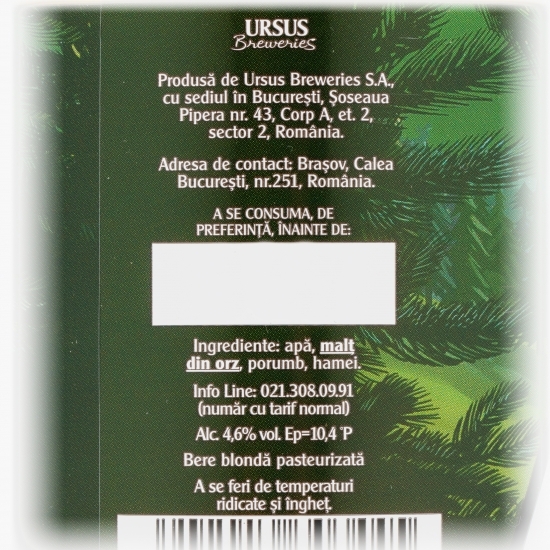 URSUS
Breweries
Produsă de Ursus Breweries S.A.,
cu sediul în București, Șoseaua
Pipera nr. 43, Corp A, et. 2,
sector 2, România.
Adresa de contact: Brașov, Calea
București, nr.251, România.
A SE CONSUMA, DE
PREFERINȚĂ, ÎNAINTE DE:
Ingrediente: apă, malț
din orz, porumb, hamei.
Info Line: 021.308.09.91
(număr cu tarif normal)
Alc. 4,6% vol. Ep=10,4 °P
Bere blondă pasteurizată
A se feri de temperaturi
ridicate și îngheț.